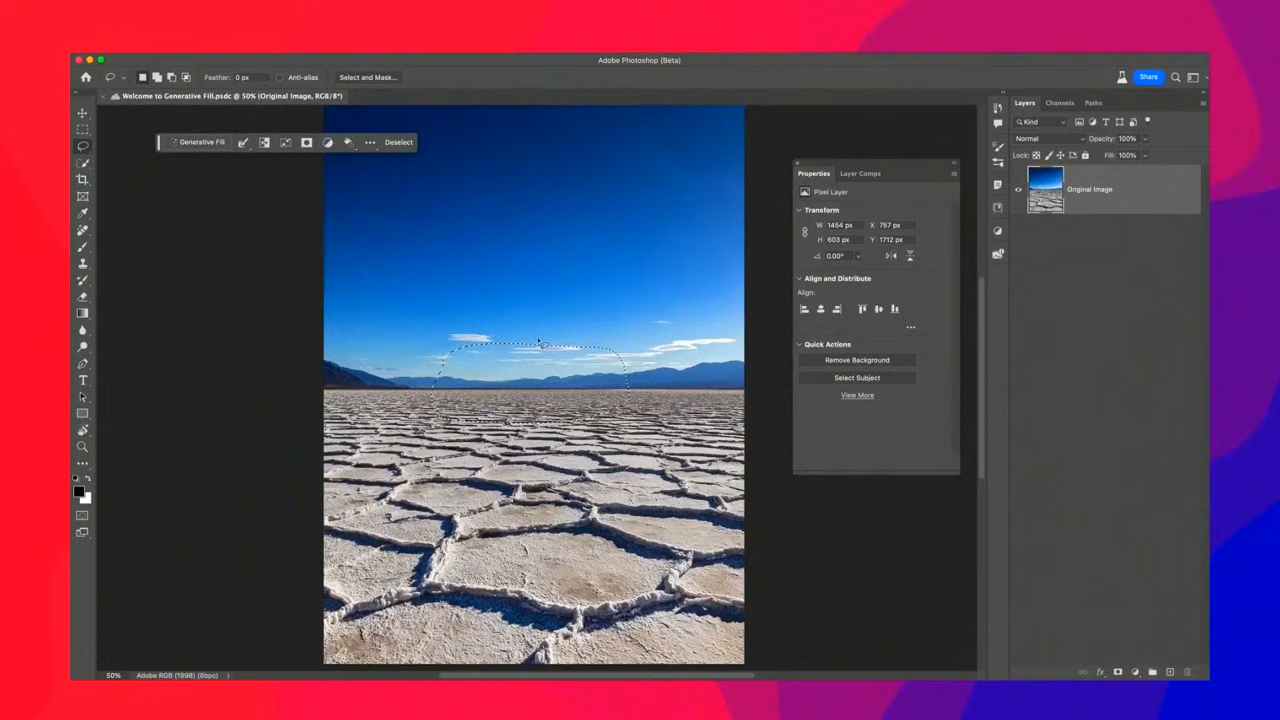 Adobe Photoshop (Beta)
Feather: 0 px Anti-alias Select and Mask... Share
× Welcome to Generative Fill.psdc @ 50% (Original Image, RGB/8*)
Layers Channels Paths
Kind
Normal Opacity: 100%
Lock: Fill: 100%
Original Image
Generative Fill ••• Deselect
Properties Layer Comps
Pixel Layer
Transform
W 1454 px X 757 px
H 603 px Y 1712 px
0.00°
Align and Distribute
Align:
•••
Quick Actions
Remove Background
Select Subject
View More
50% Adobe RGB (1998) (8bpc)
fx